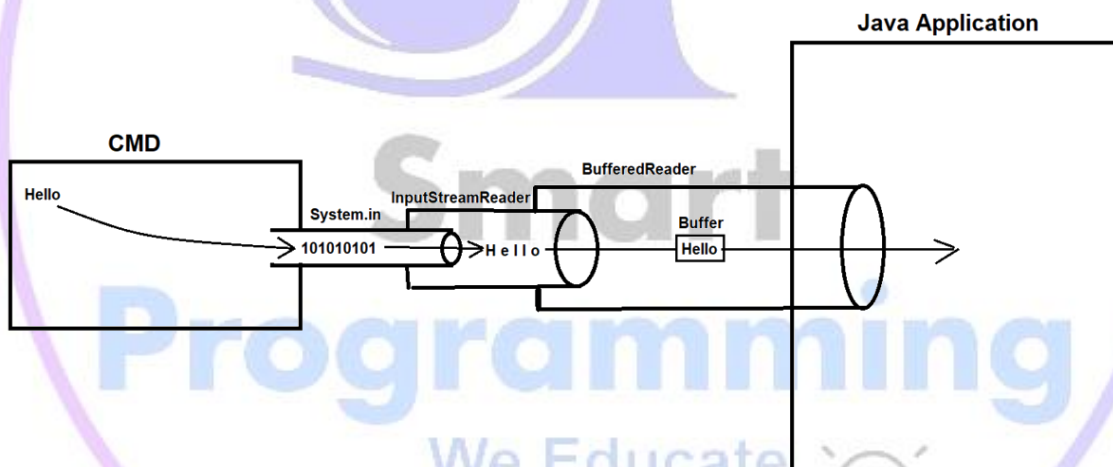 Java Application
CMD
Hello
System.in
101010101
InputStreamReader
H e l l o
BufferedReader
Buffer
Hello
Smart
Programming
We Educate